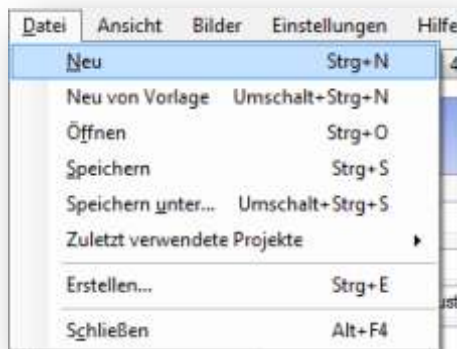 Datei Ansicht Bilder Einstellungen Hilfe
Neu Strg+N
Neu von Vorlage Umschalt+Strg+N
Öffnen Strg+O
Speichern Strg+S
Speichern unter... Umschalt+Strg+S
Zuletzt verwendete Projekte
Erstellen... Strg+E
Schließen Alt+F4